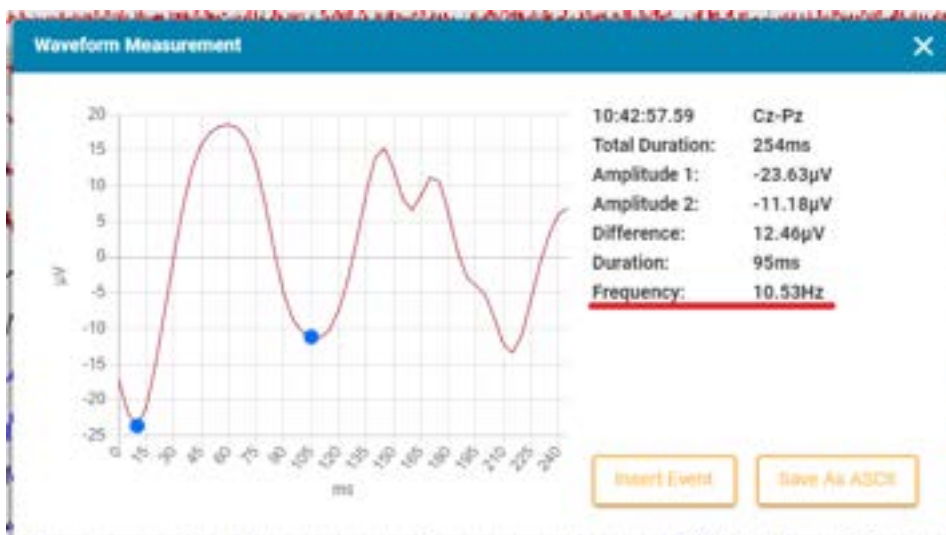 Waveform Measurement
10:42:57.59 Cz-Pz
Total Duration: 254ms
Amplitude 1: -23.63µV
Amplitude 2: -11.18µV
Difference: 12.46µV
Duration: 95ms
Frequency: 10.53Hz
20
15
10
5
0
-5
-10
-15
-20
-25
µV
0 15 30 45 60 75 90 105 120 135 150 165 180 195 210 225 240
ms
Insert Event Save As ASCII